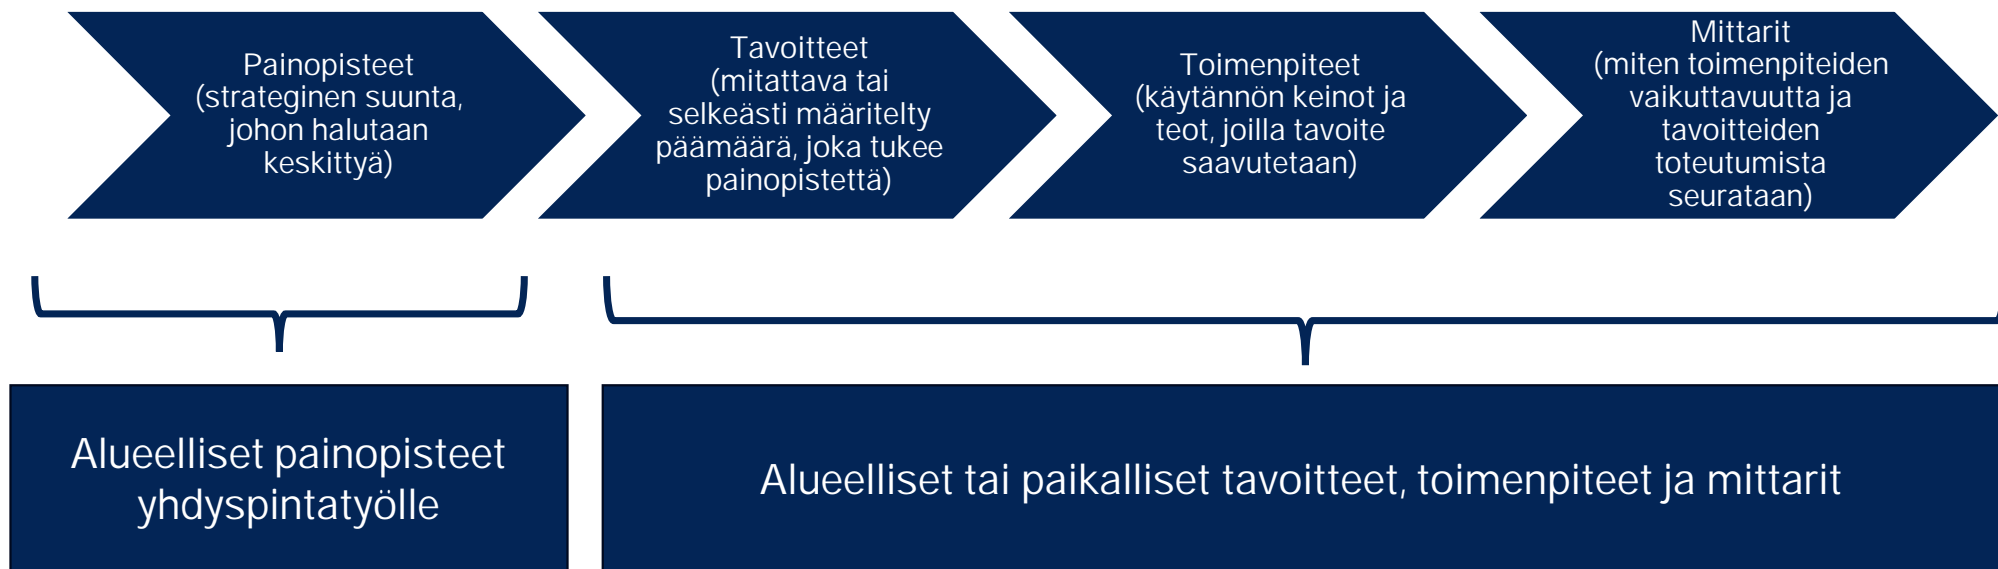 Painopisteet
(strateginen suunta,
johon halutaan
keskittyä)
Tavoitteet
(mitattava tai
selkeästi määritelty
päämäärä, joka tukee
painopistettä)
Toimenpiteet
(käytännön keinot ja
teot, joilla tavoite
saavutetaan)
Mittarit
(miten toimenpiteiden
vaikuttavuutta ja
tavoitteiden
toteutumista
seurataan)
Alueelliset painopisteet
yhdyspintatyölle
Alueelliset tai paikalliset tavoitteet, toimenpiteet ja mittarit